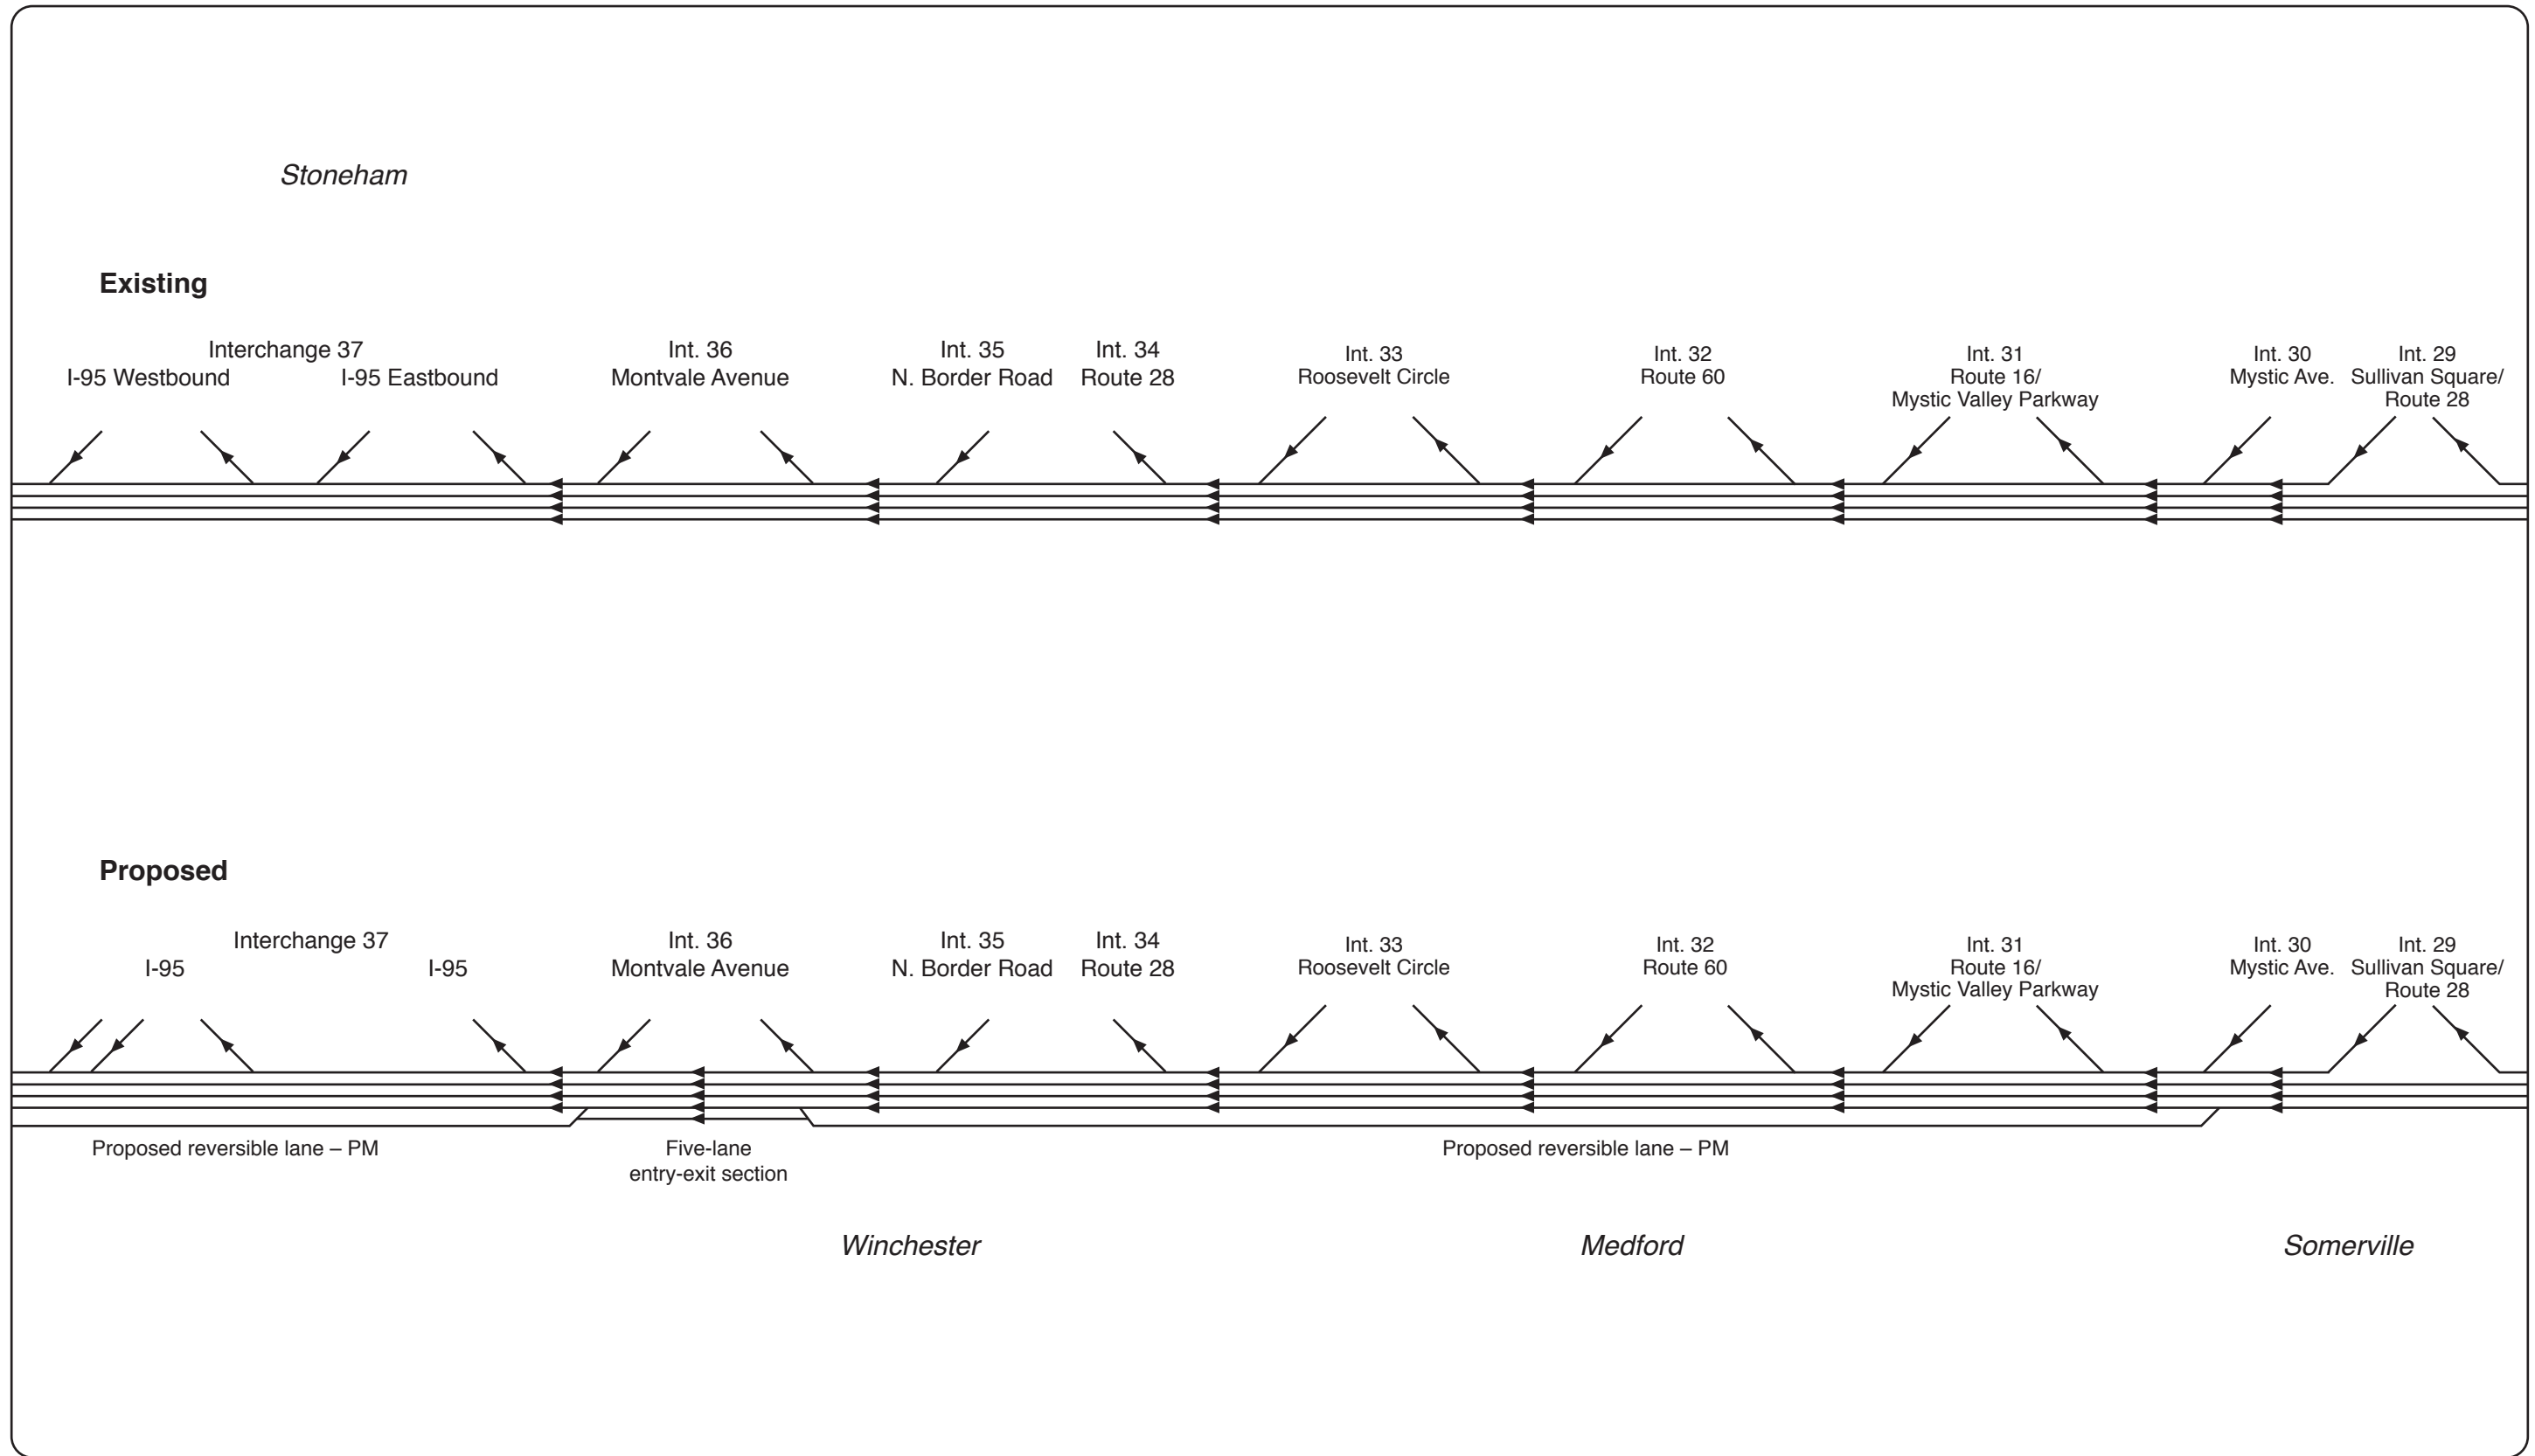 Stoneham
Existing
Interchange 37
I-95 Westbound
I-95 Eastbound
Int. 36
Montvale Avenue
Int. 35
N. Border Road
Int. 34
Route 28
Int. 33
Roosevelt Circle
Int. 32
Route 60
Int. 31
Route 16/
Mystic Valley Parkway
Int. 30
Mystic Ave.
Int. 29
Sullivan Square/
Route 28
Proposed
Interchange 37
I-95
I-95
Int. 36
Montvale Avenue
Int. 35
N. Border Road
Int. 34
Route 28
Int. 33
Roosevelt Circle
Int. 32
Route 60
Int. 31
Route 16/
Mystic Valley Parkway
Int. 30
Mystic Ave.
Int. 29
Sullivan Square/
Route 28
Proposed reversible lane – PM
Five-lane
entry-exit section
Proposed reversible lane – PM
Winchester
Medford
Somerville